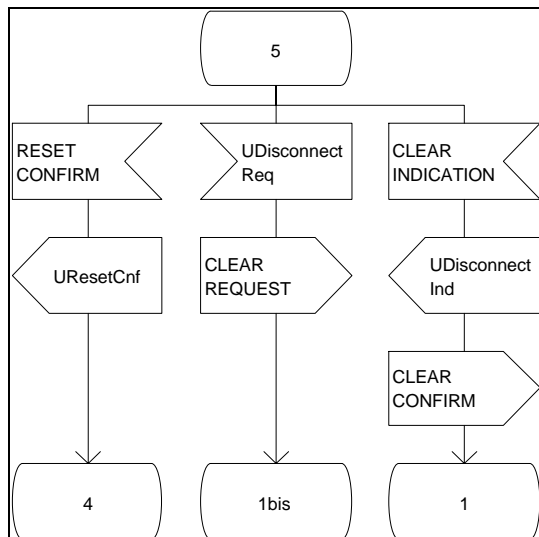 5
RESET
CONFIRM
UDisconnect
Req
CLEAR
INDICATION
UResetCnf
CLEAR
REQUEST
UDisconnect
Ind
CLEAR
CONFIRM
4
1bis
1